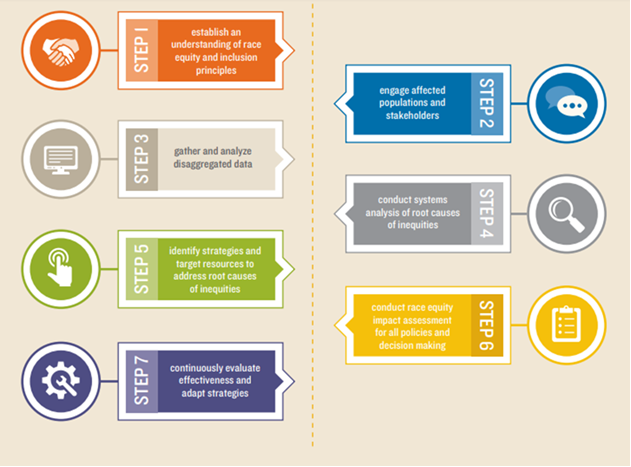 STEP 1
establish an
understanding of race
equity and inclusion
principles
STEP 2
engage affected
populations and
stakeholders
STEP 3
gather and analyze
disaggregated data
STEP 4
conduct systems
analysis of root causes
of inequities
STEP 5
identify strategies and
target resources to
address root causes
of inequities
STEP 6
conduct race equity
impact assessment
for all policies and
decision making
STEP 7
continuously evaluate
effectiveness and
adapt strategies